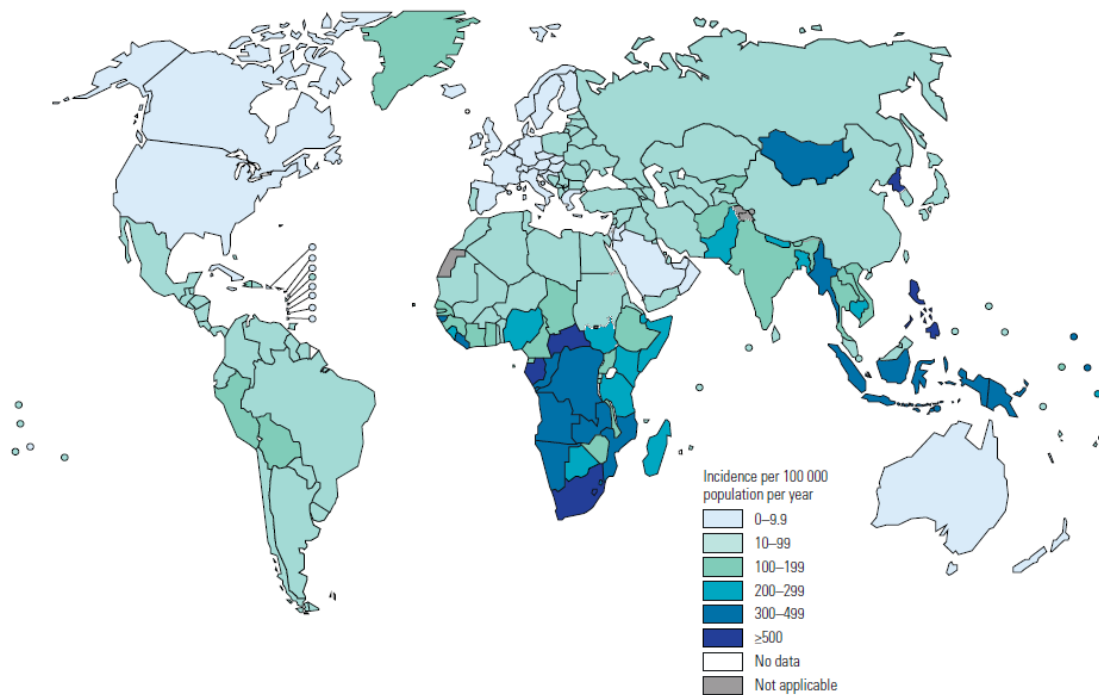 Incidence per 100 000
population per year
0–9.9
10–99
100–199
200–299
300–499
≥500
No data
Not applicable